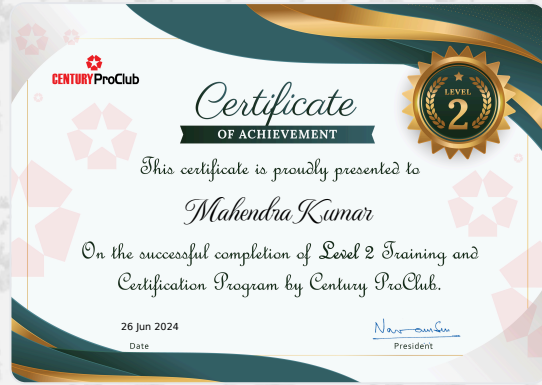 CENTURY ProClub
Certificate
OF ACHIEVEMENT
LEVEL
2
This certificate is proudly presented to
Mahendra Kumar
On the successful completion of Level 2 Training and
Certification Program by Century ProClub.
26 Jun 2024
Date
President